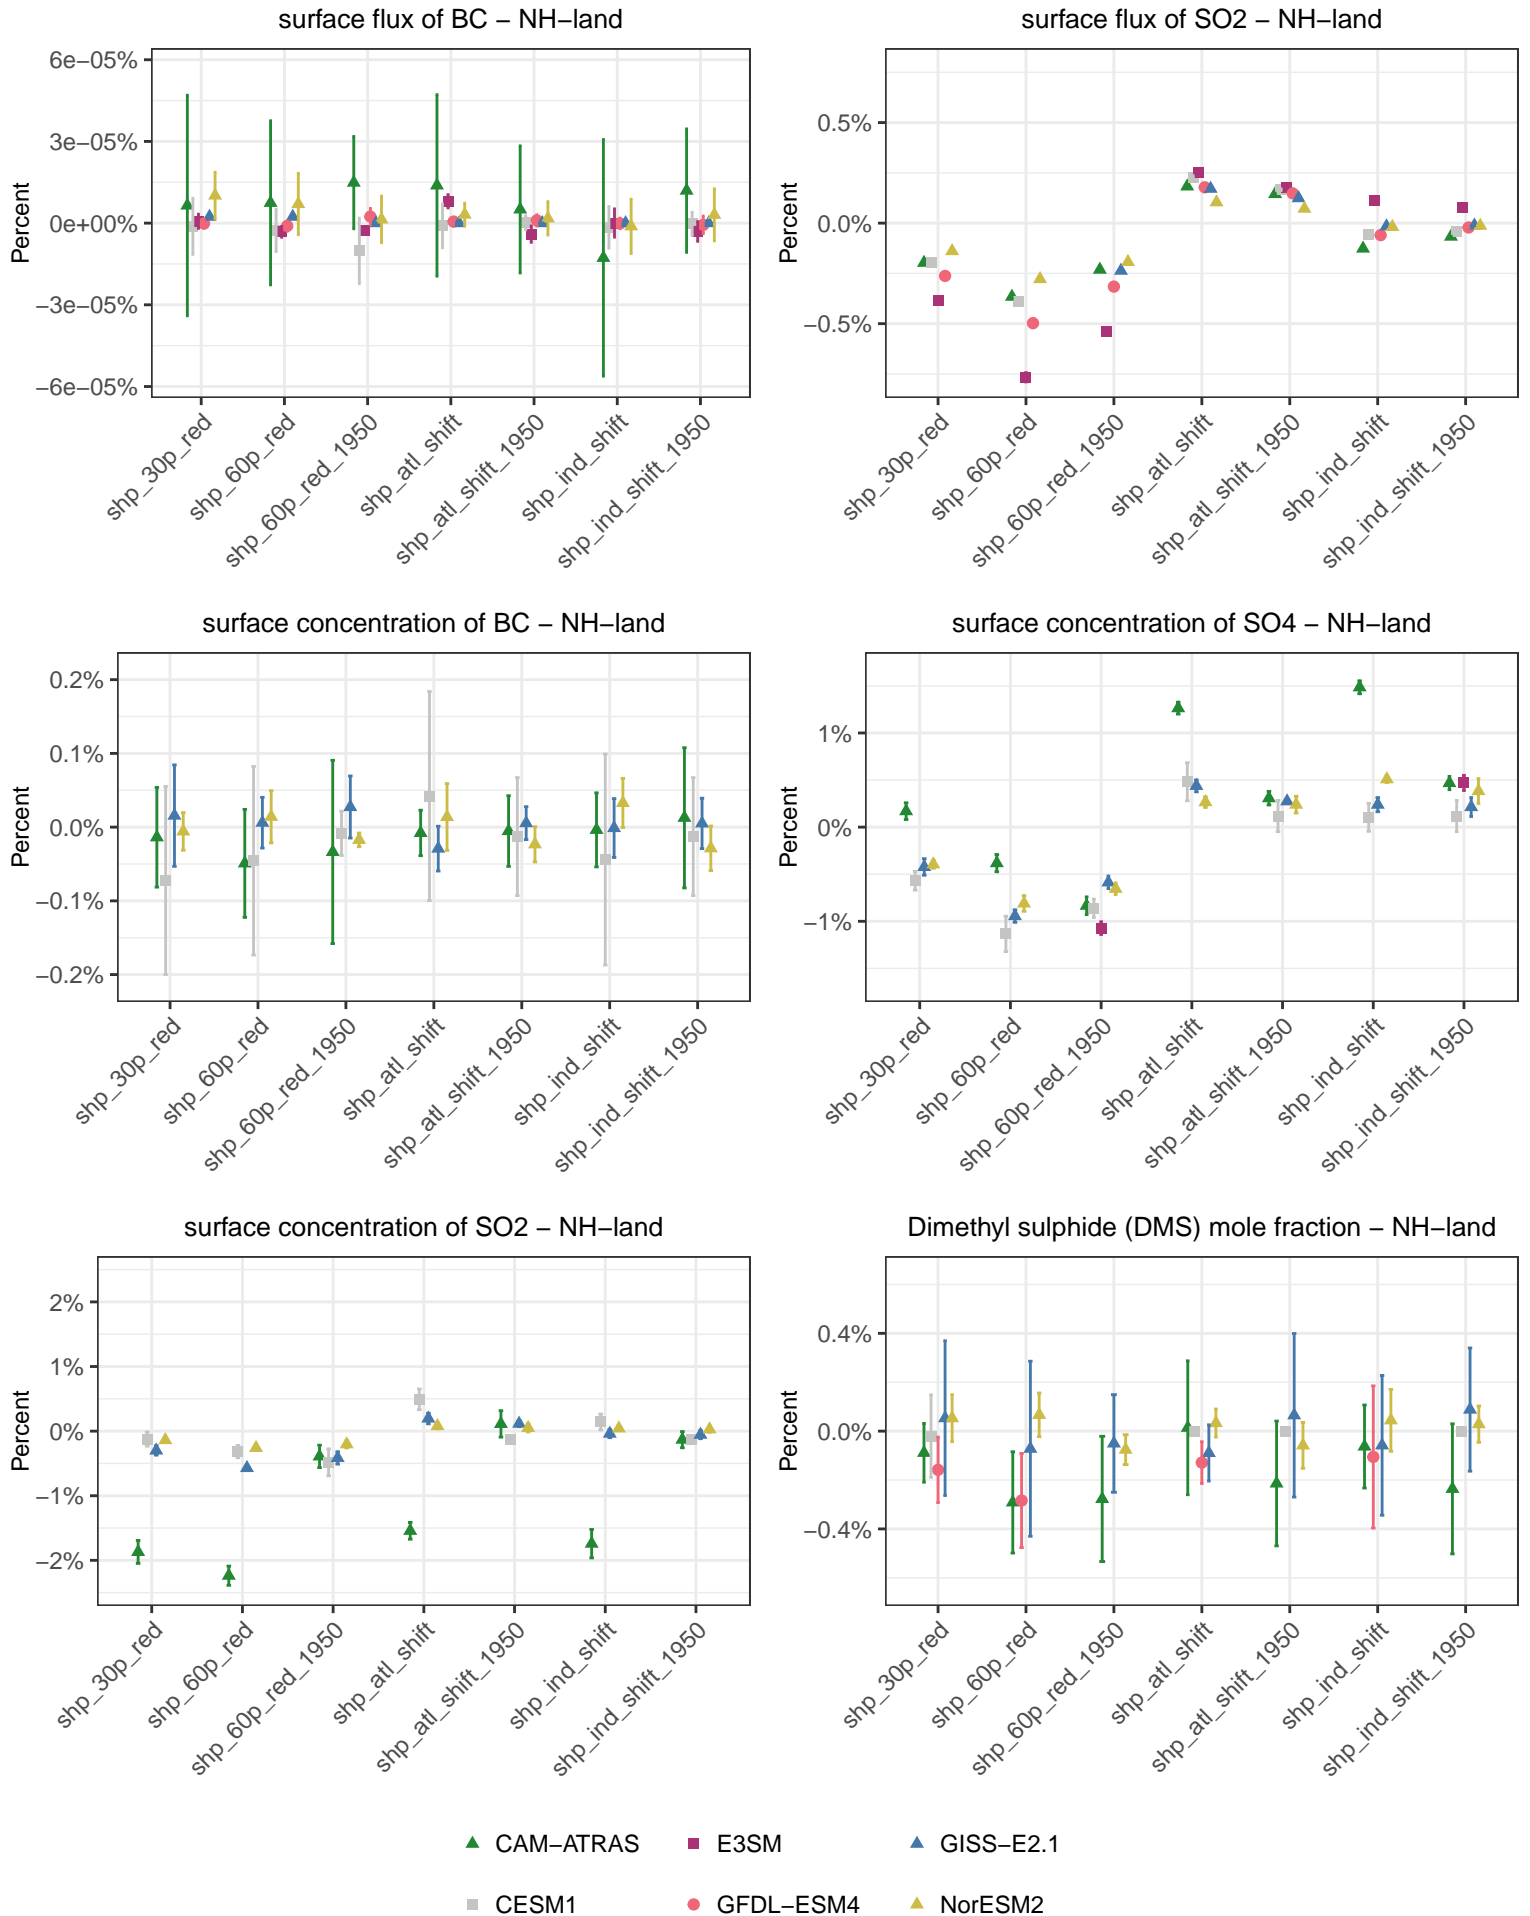 surface flux of BC − NH−land
surface flux of SO2 − NH−land
6e−05%
3e−05%
0e+00%
−3e−05%
−6e−05%
Percent
shp_30p_red
shp_60p_red
shp_60p_red_1950
shp_atl_shift
shp_atl_shift_1950
shp_ind_shift
shp_ind_shift_1950
0.5%
0.0%
−0.5%
Percent
shp_30p_red
shp_60p_red
shp_60p_red_1950
shp_atl_shift
shp_atl_shift_1950
shp_ind_shift
shp_ind_shift_1950
surface concentration of BC − NH−land
surface concentration of SO4 − NH−land
0.2%
0.1%
0.0%
−0.1%
−0.2%
Percent
shp_30p_red
shp_60p_red
shp_60p_red_1950
shp_atl_shift
shp_atl_shift_1950
shp_ind_shift
shp_ind_shift_1950
1%
0%
−1%
Percent
shp_30p_red
shp_60p_red
shp_60p_red_1950
shp_atl_shift
shp_atl_shift_1950
shp_ind_shift
shp_ind_shift_1950
surface concentration of SO2 − NH−land
Dimethyl sulphide (DMS) mole fraction − NH−land
2%
1%
0%
−1%
−2%
Percent
shp_30p_red
shp_60p_red
shp_60p_red_1950
shp_atl_shift
shp_atl_shift_1950
shp_ind_shift
shp_ind_shift_1950
0.4%
0.0%
−0.4%
Percent
shp_30p_red
shp_60p_red
shp_60p_red_1950
shp_atl_shift
shp_atl_shift_1950
shp_ind_shift
shp_ind_shift_1950
CAM−ATRAS
E3SM
GISS−E2.1
CESM1
GFDL−ESM4
NorESM2